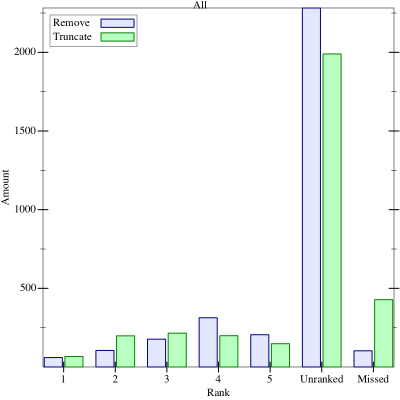 All
Remove
Truncate
2000
1500
1000
500
Amount
1 2 3 4 5 Unranked Missed
Rank